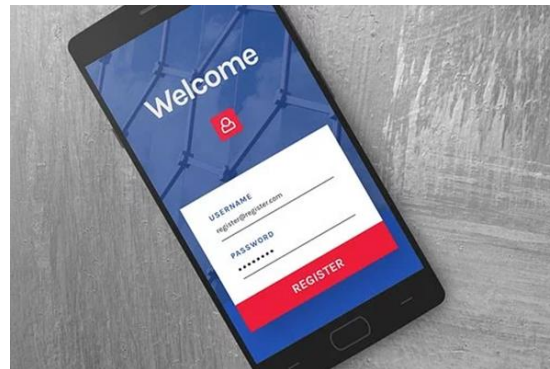 Welcome
USERNAME
register@register.com
PASSWORD
••••••••
REGISTER